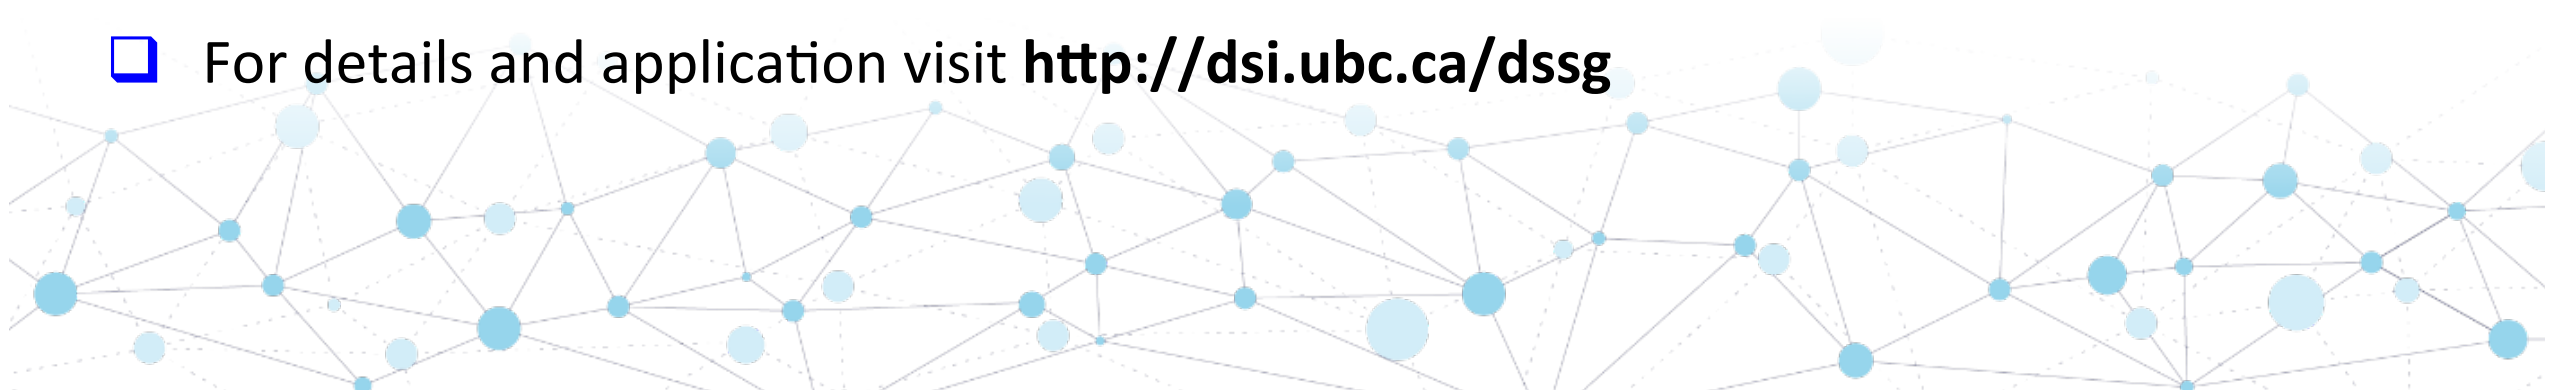 ❑ For details and application visit http://dsi.ubc.ca/dssg